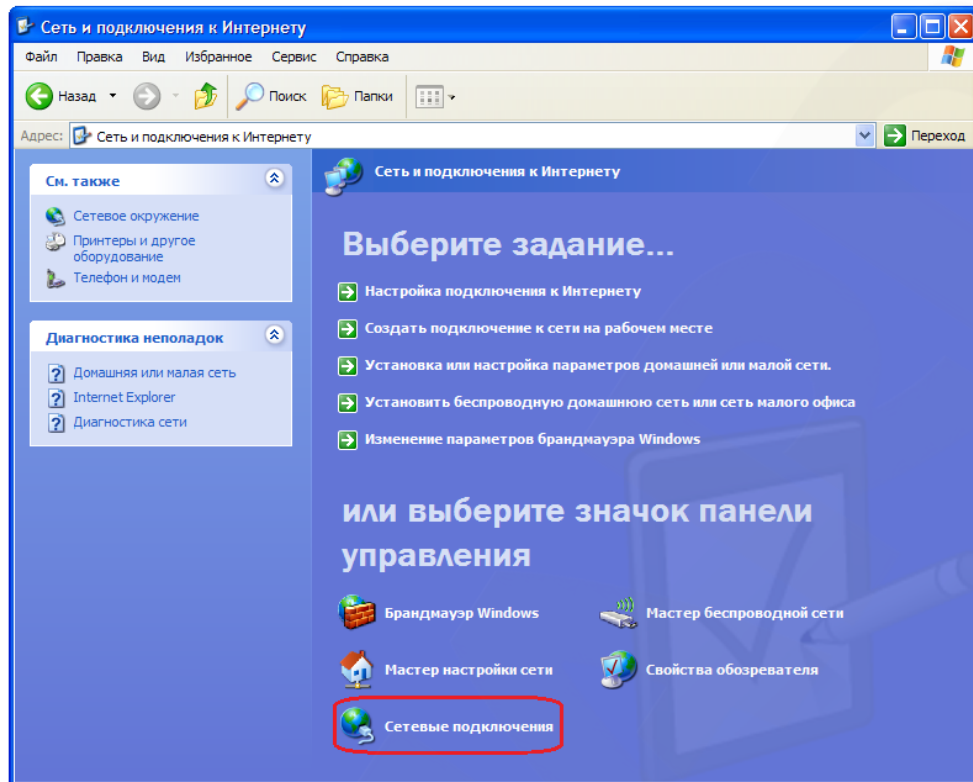 Сеть и подключения к Интернету
Файл Правка Вид Избранное Сервис Справка
Назад Поиск Папки
Адрес: Сеть и подключения к Интернету Переход
См. также
Сетевое окружение
Принтеры и другое
оборудование
Телефон и модем
Диагностика неполадок
Домашняя или малая сеть
Internet Explorer
Диагностика сети
Сеть и подключения к Интернету
Выберите задание...
Настройка подключения к Интернету
Создать подключение к сети на рабочем месте
Установка или настройка параметров домашней или малой сети.
Установить беспроводную домашнюю сеть или сеть малого офиса
Изменение параметров брандмауэра Windows
или выберите значок панели
управления
Брандмауэр Windows Мастер беспроводной сети
Мастер настройки сети Свойства обозревателя
Сетевые подключения